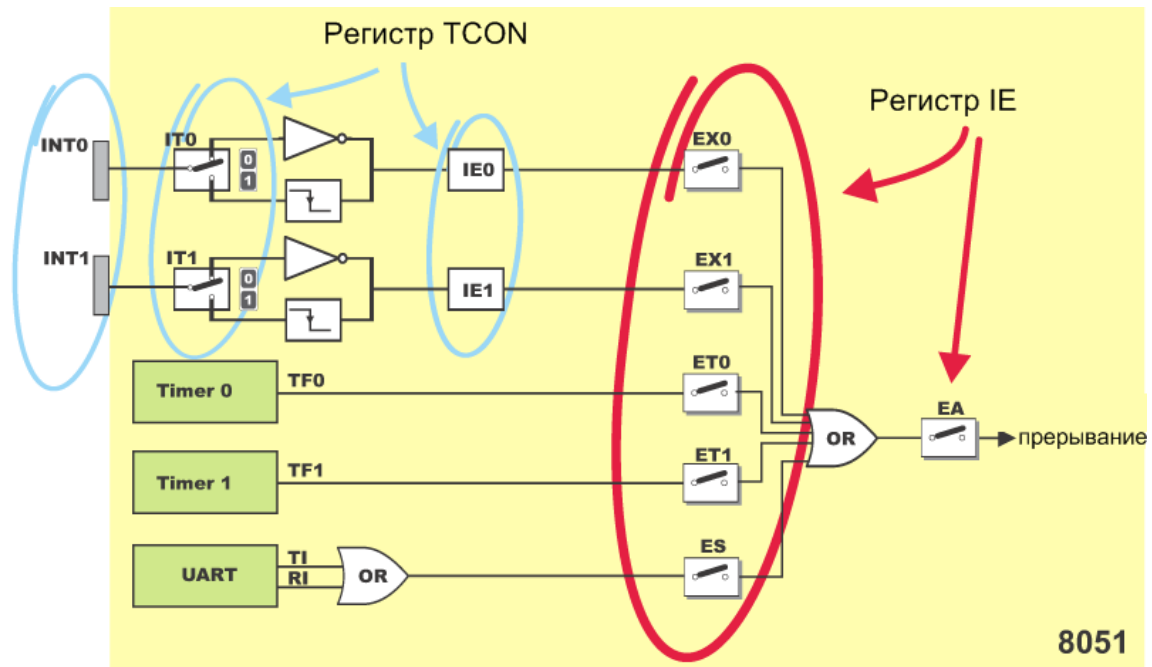 Регистр TCON
Регистр IE
INT0
IT0
0
1
IE0
EX0
INT1
IT1
0
1
IE1
EX1
Timer 0
TF0
ET0
OR
EA
прерывание
Timer 1
TF1
ET1
UART
TI
RI
OR
ES
8051